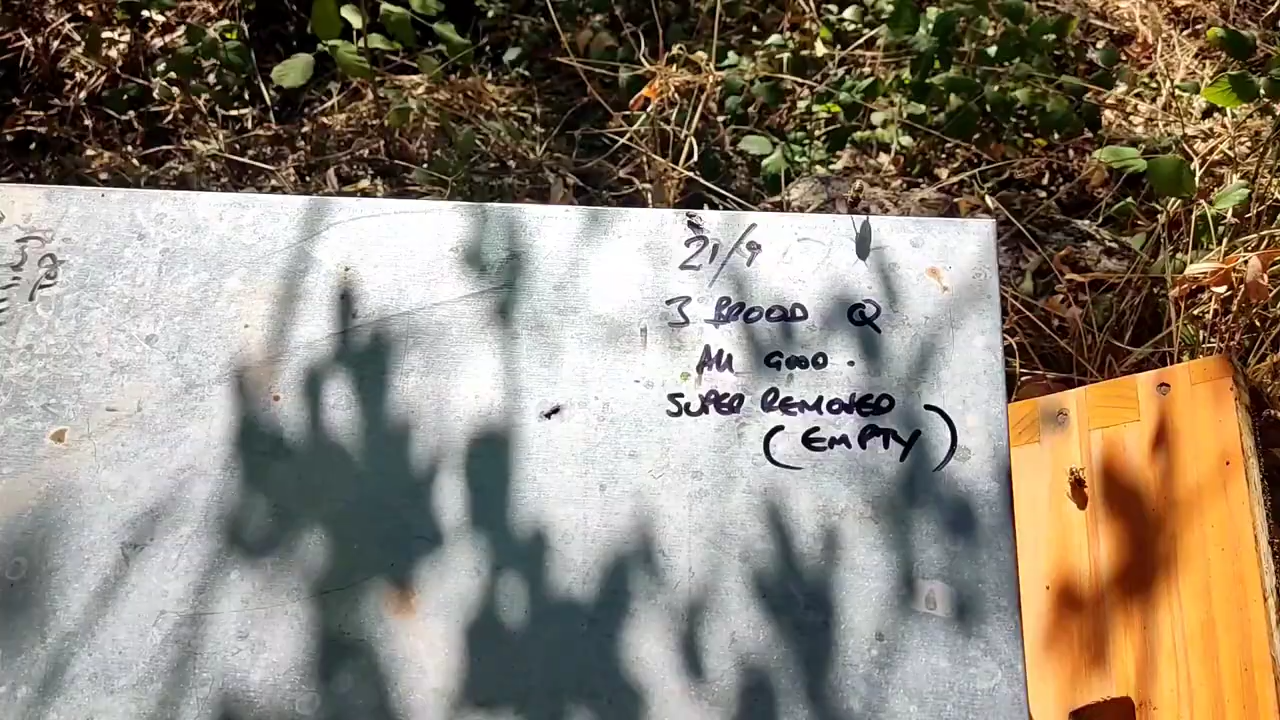 21/9
3 BROOD Q
All GOOD.
SUPER REMOVED
(EMPTY)